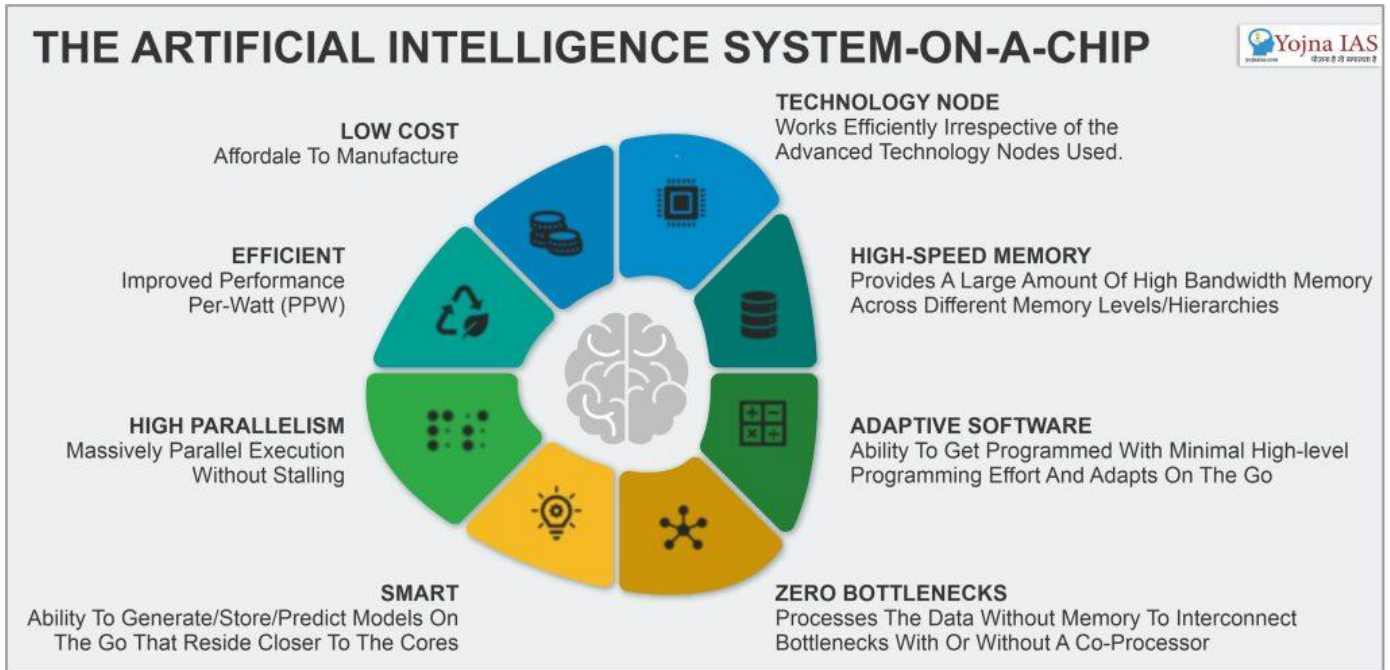 THE ARTIFICIAL INTELLIGENCE SYSTEM-ON-A-CHIP
Yojna IAS
yojnaias.com
योजना है तो सफलता है
LOW COST
Affordale To Manufacture
TECHNOLOGY NODE
Works Efficiently Irrespective of the
Advanced Technology Nodes Used.
EFFICIENT
Improved Performance
Per-Watt (PPW)
HIGH-SPEED MEMORY
Provides A Large Amount Of High Bandwidth Memory
Across Different Memory Levels/Hierarchies
HIGH PARALLELISM
Massively Parallel Execution
Without Stalling
ADAPTIVE SOFTWARE
Ability To Get Programmed With Minimal High-level
Programming Effort And Adapts On The Go
SMART
Ability To Generate/Store/Predict Models On
The Go That Reside Closer To The Cores
ZERO BOTTLENECKS
Processes The Data Without Memory To Interconnect
Bottlenecks With Or Without A Co-Processor